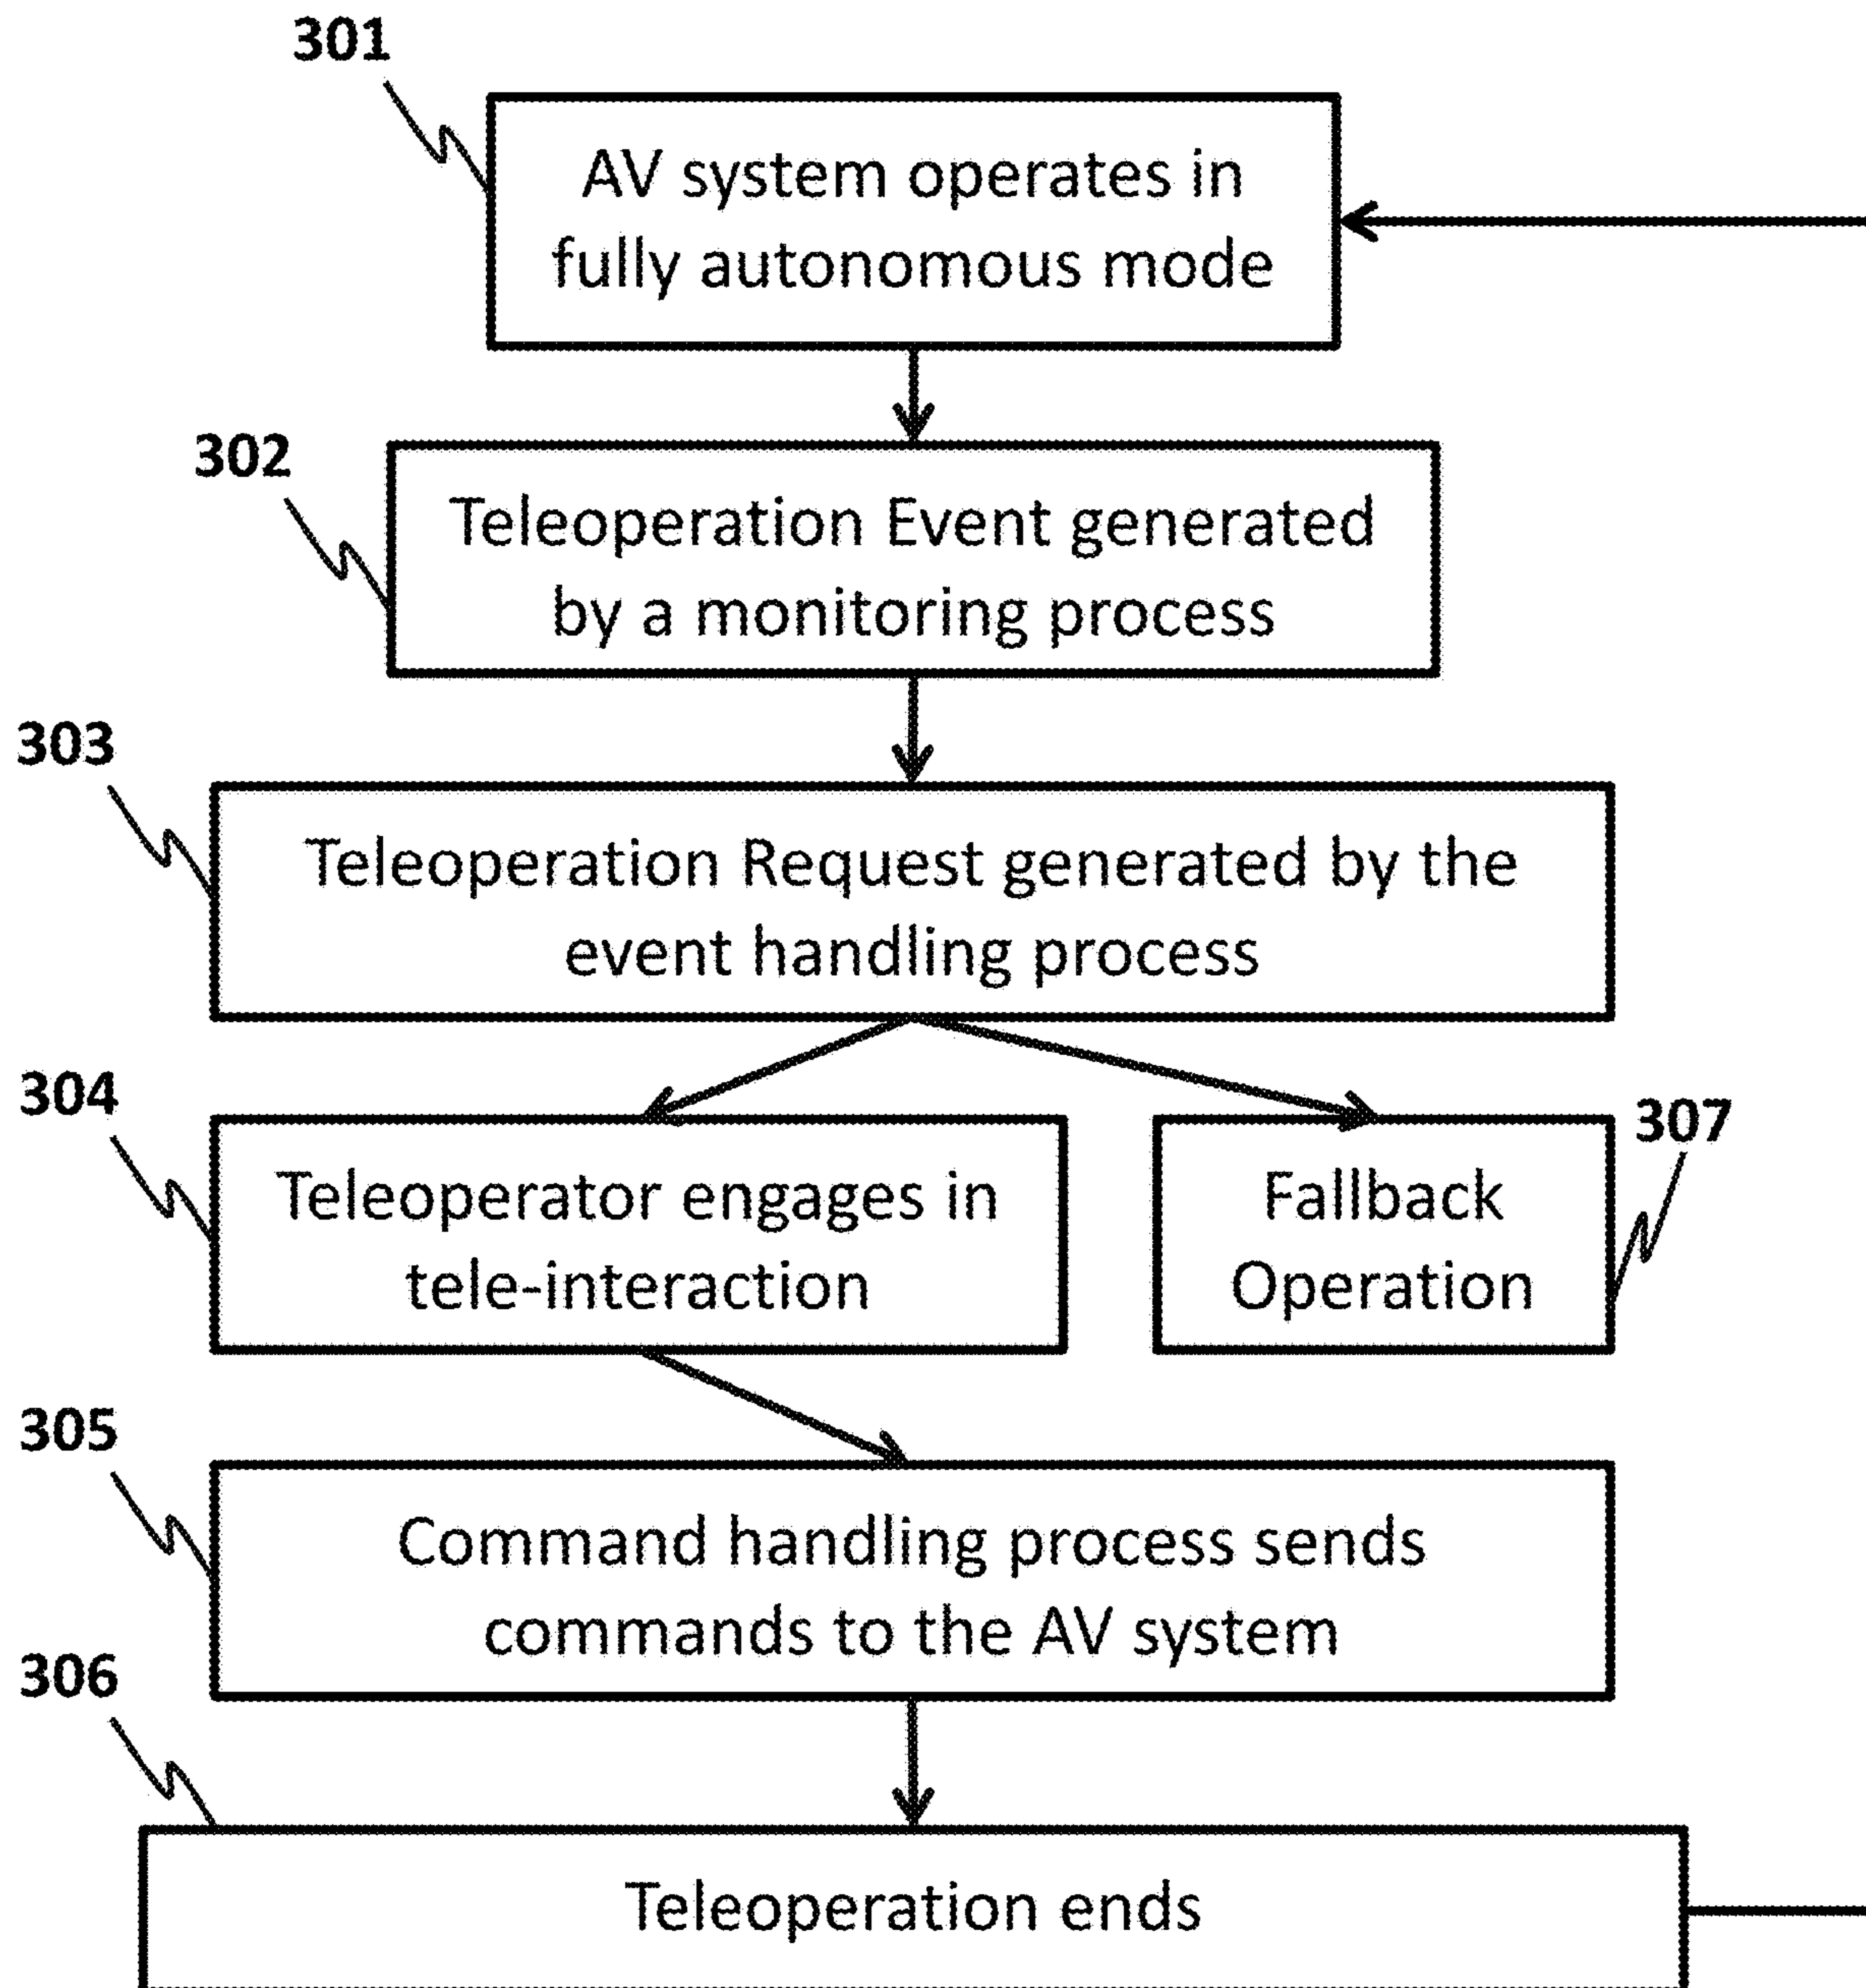 301
AV system operates in
fully autonomous mode
302
Teleoperation Event generated
by a monitoring process
303
Teleoperation Request generated by the
event handling process
304
Teleoperator engages in
tele-interaction
307
Fallback
Operation
305
Command handling process sends
commands to the AV system
306
Teleoperation ends